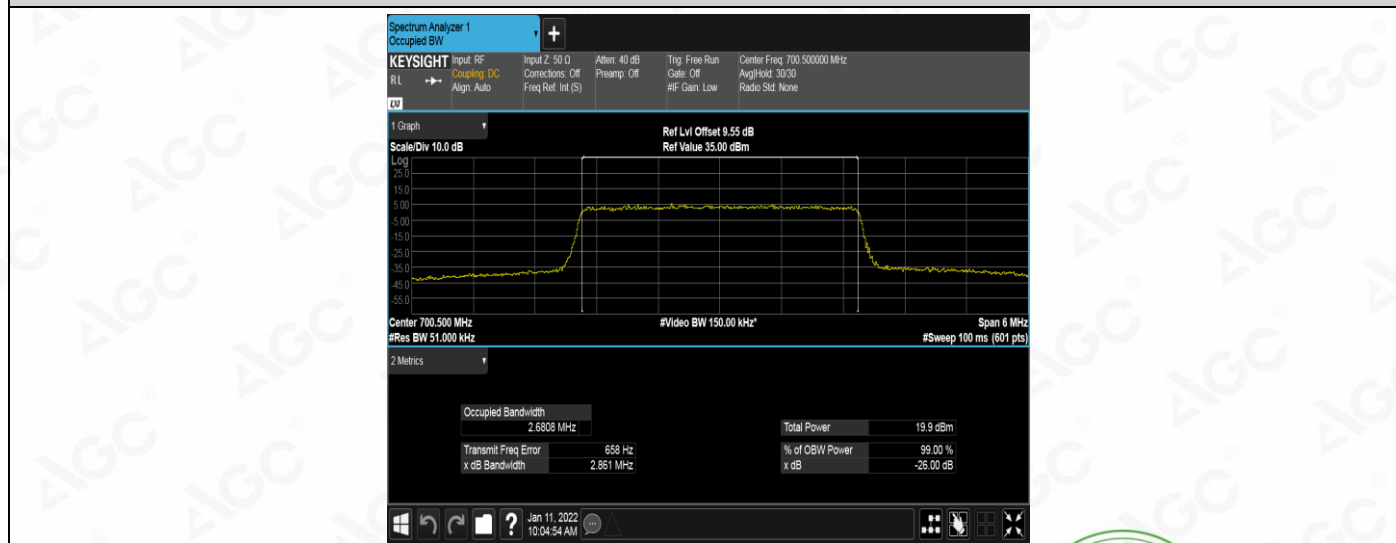 Spectrum Analyzer 1
Occupied BW
KEYSIGHT Input: RF Input Z: 50 Ω Atten: 40 dB Trig: Free Run Center Freq: 700.500000 MHz
RL Coupling: DC Corrections: Off Preamp: Off Gate: Off Avg|Hold: 30/30
Align: Auto Freq Ref: Int (S) #IF Gain: Low Radio Std: None
LXI
1 Graph
Ref Lvl Offset 9.55 dB
Scale/Div 10.0 dB Ref Value 35.00 dBm
Log
25.0
15.0
5.00
-5.00
-15.0
-25.0
-35.0
-45.0
-55.0
Center 700.500 MHz #Video BW 150.00 kHz* Span 6 MHz
#Res BW 51.000 kHz #Sweep 100 ms (601 pts)
2 Metrics
Occupied Bandwidth
2.6808 MHz Total Power 19.9 dBm
Transmit Freq Error 658 Hz % of OBW Power 99.00 %
x dB Bandwidth 2.861 MHz x dB -26.00 dB
? Jan 11, 2022
10:04:54 AM
AGC